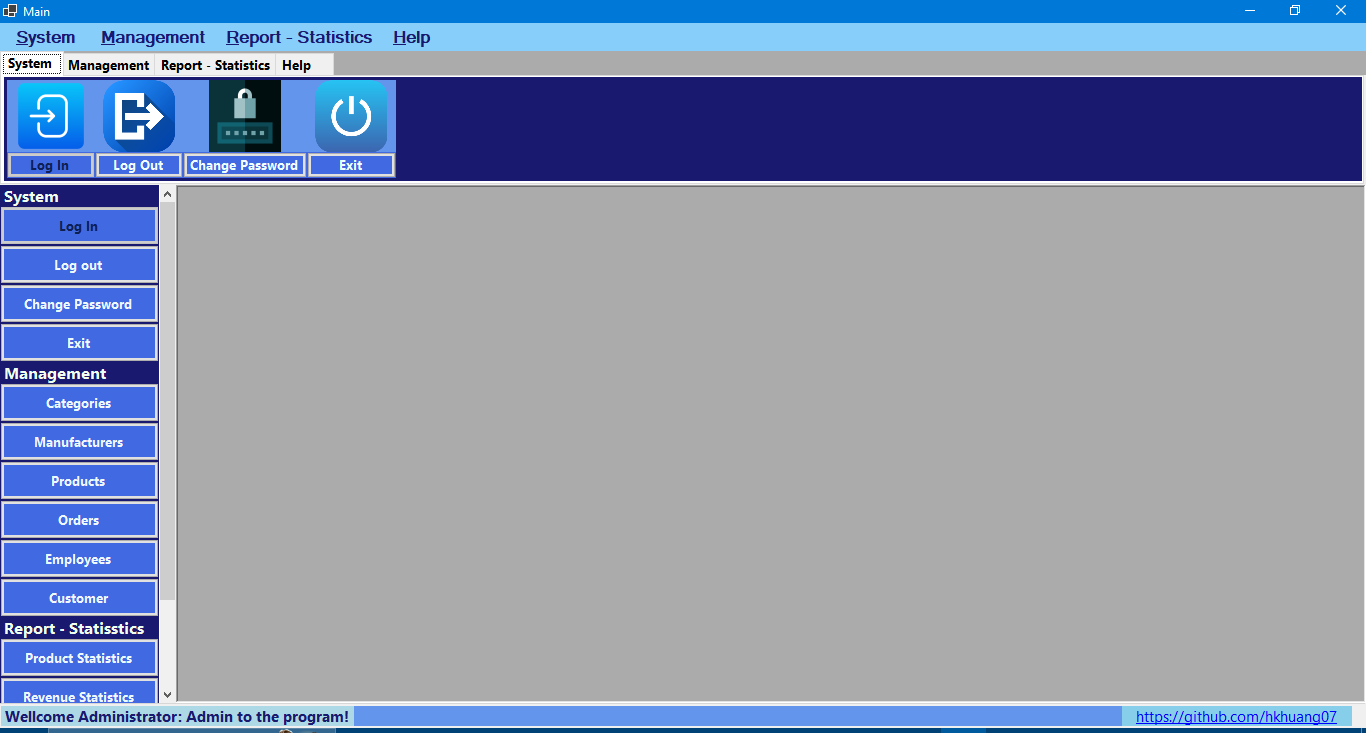 Main
System Management Report - Statistics Help
System Management Report - Statistics Help
Log In Log Out Change Password Exit
System
Log In
Log out
Change Password
Exit
Management
Categories
Manufacturers
Products
Orders
Employees
Customer
Report - Statisstics
Product Statistics
Revenue Statistics
Wellcome Administrator: Admin to the program! https://github.com/hkhuang07